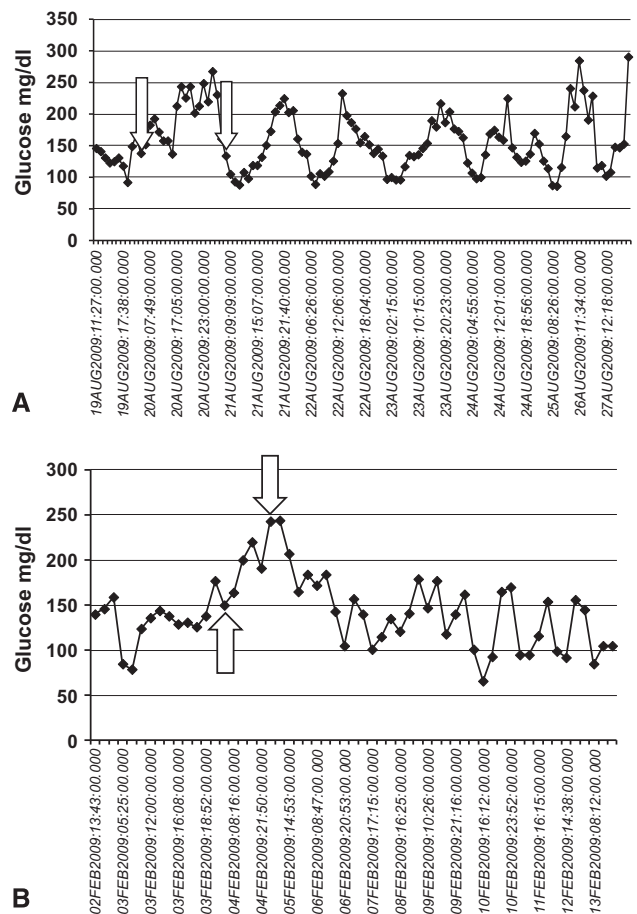 350
300
250
200
150
100
50
0
Glucose mg/dl
19AUG2009:11:27:00.000
19AUG2009:17:38:00.000
20AUG2009:07:49:00.000
20AUG2009:17:05:00.000
20AUG2009:23:00:00.000
21AUG2009:09:09:00.000
21AUG2009:15:07:00.000
21AUG2009:21:40:00.000
22AUG2009:06:26:00.000
22AUG2009:12:06:00.000
22AUG2009:18:04:00.000
23AUG2009:02:15:00.000
23AUG2009:10:15:00.000
23AUG2009:20:23:00.000
24AUG2009:04:55:00.000
24AUG2009:12:01:00.000
24AUG2009:18:56:00.000
25AUG2009:08:26:00.000
26AUG2009:11:34:00.000
27AUG2009:12:18:00.000
A
300
250
200
150
100
50
0
Glucose mg/dl
02FEB2009:13:43:00.000
03FEB2009:05:25:00.000
03FEB2009:12:00:00.000
03FEB2009:16:08:00.000
03FEB2009:18:52:00.000
04FEB2009:08:16:00.000
04FEB2009:21:50:00.000
05FEB2009:14:53:00.000
06FEB2009:08:47:00.000
06FEB2009:20:53:00.000
07FEB2009:17:15:00.000
08FEB2009:16:25:00.000
09FEB2009:10:26:00.000
09FEB2009:21:16:00.000
10FEB2009:16:12:00.000
10FEB2009:23:52:00.000
11FEB2009:16:15:00.000
12FEB2009:14:38:00.000
13FEB2009:08:12:00.000
B